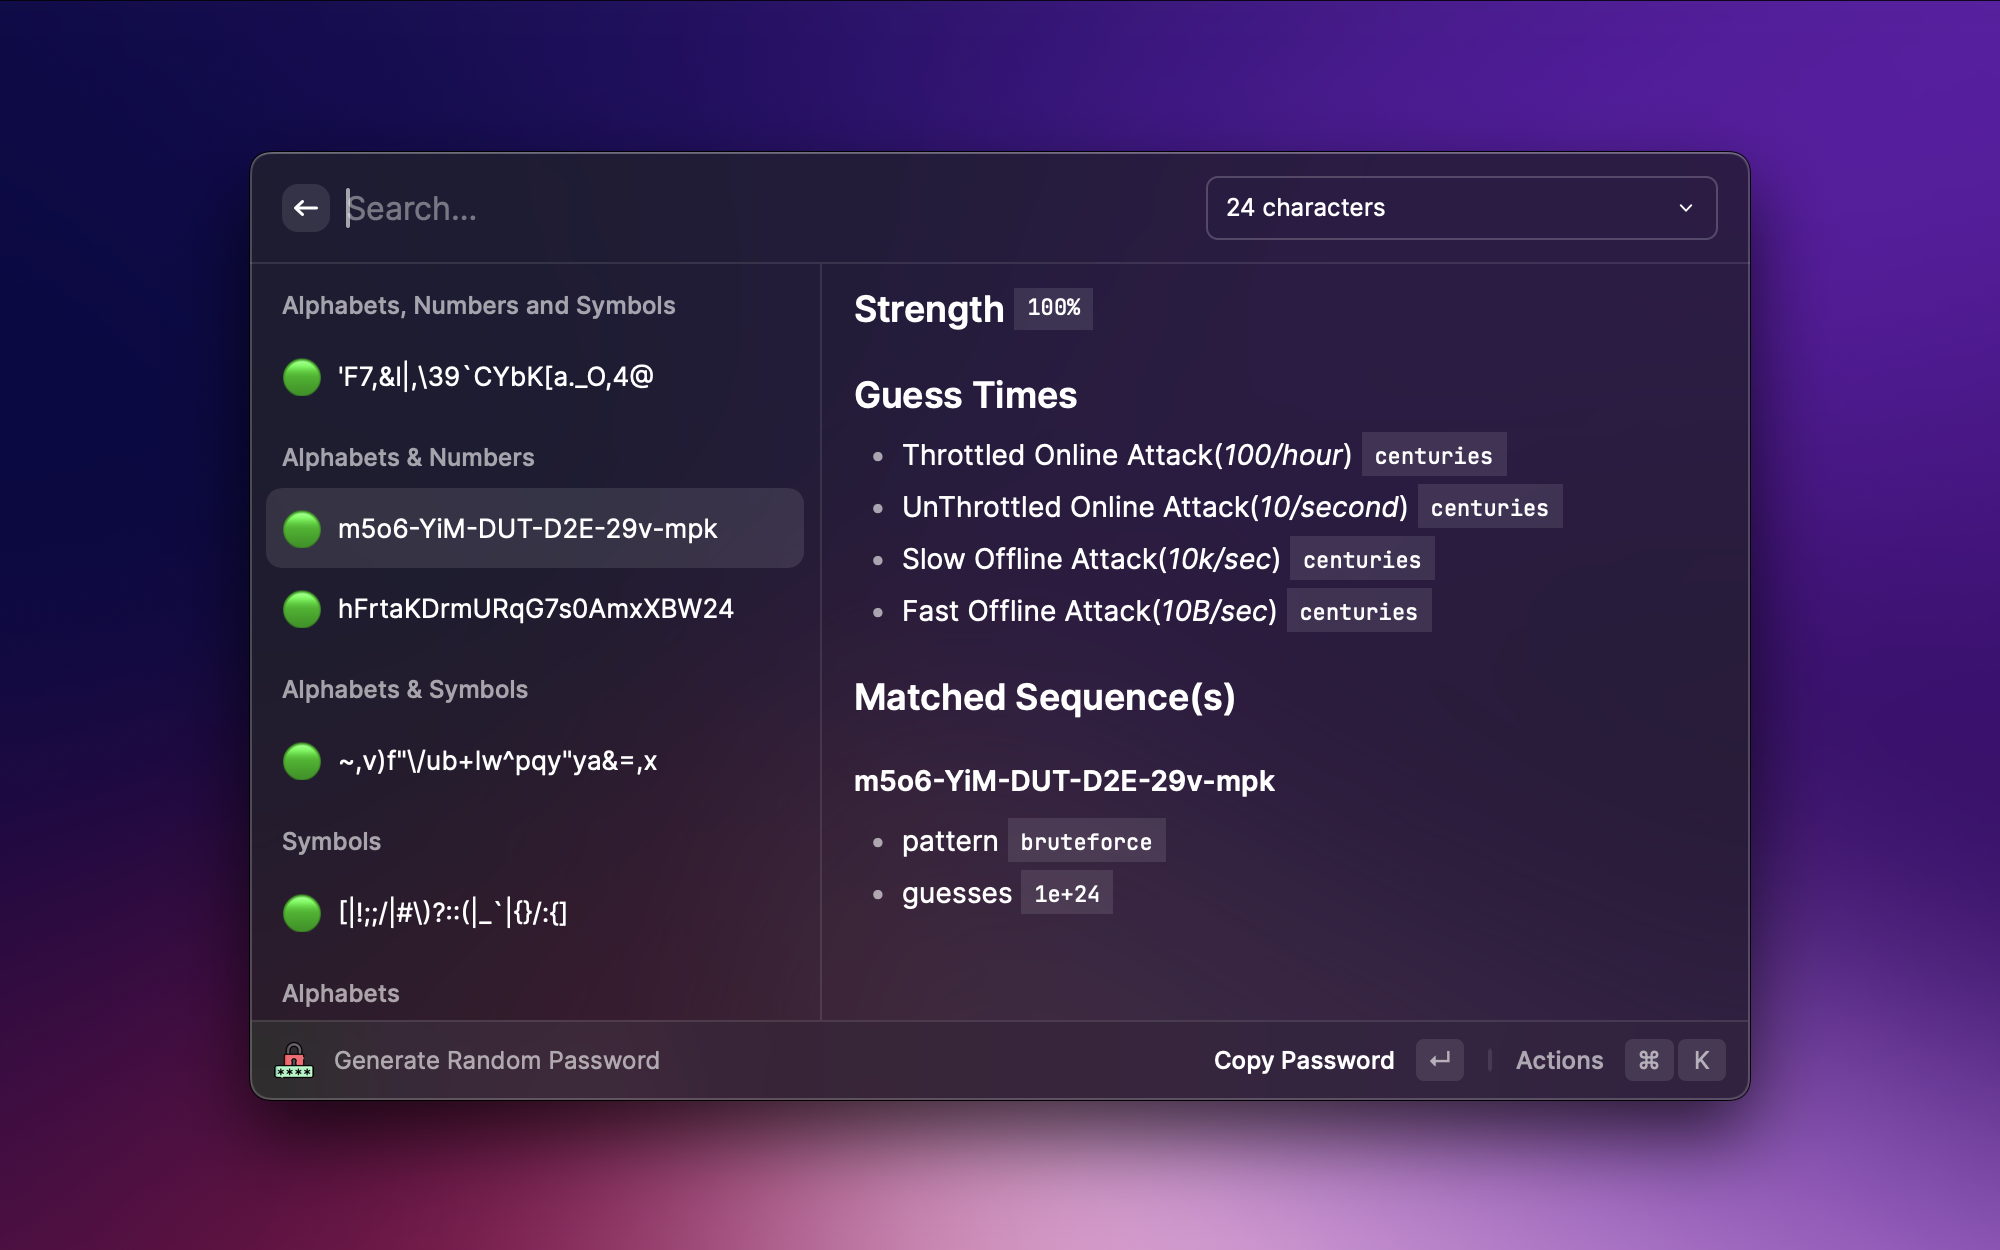 Search...
24 characters
Alphabets, Numbers and Symbols
'F7,&I|,\39`CYbK[a._O,4@
Alphabets & Numbers
m5o6-YiM-DUT-D2E-29v-mpk
hFrtaKDrmURqG7s0AmxXBW24
Alphabets & Symbols
~,v)f"\/ub+Iw^pqy"ya&=,x
Symbols
[|!;;/|#\)?::(|_`|{}/:{]
Alphabets
Strength 100%
Guess Times
• Throttled Online Attack(100/hour) centuries
• UnThrottled Online Attack(10/second) centuries
• Slow Offline Attack(10k/sec) centuries
• Fast Offline Attack(10B/sec) centuries
Matched Sequence(s)
m5o6-YiM-DUT-D2E-29v-mpk
• pattern bruteforce
• guesses 1e+24
****
Generate Random Password
Copy Password ↵ | Actions ⌘ K